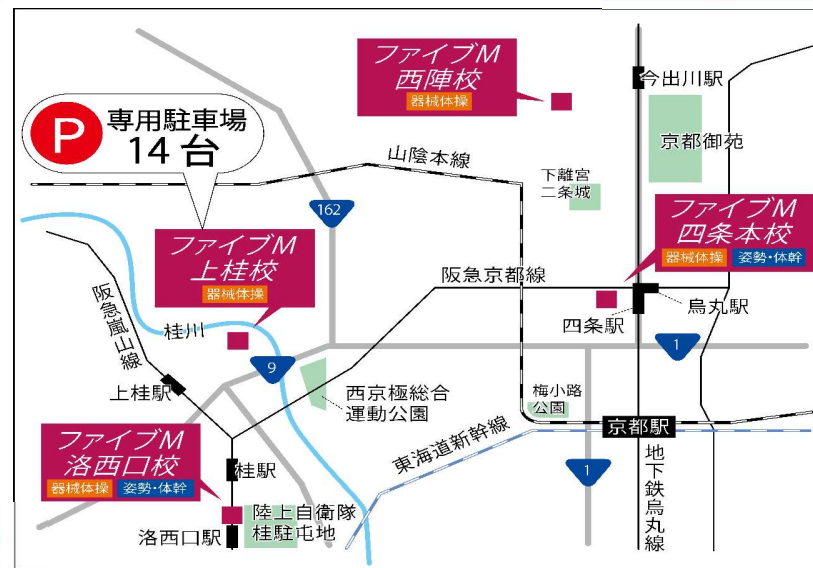 ファイブM
西陣校
器械体操
今出川駅
京都御苑
P
専用駐車場
14台
山陰本線
下離宮
二条城
162
ファイブM
四条本校
器械体操
姿勢・体幹
ファイブM
上桂校
器械体操
阪急京都線
烏丸駅
四条駅
阪急嵐山線
桂川
1
9
上桂駅
西京極総合
運動公園
梅小路
公園
京都駅
東海道新幹線
ファイブM
洛西口校
器械体操
姿勢・体幹
桂駅
1
地下鉄烏丸線
陸上自衛隊
桂駐屯地
洛西口駅